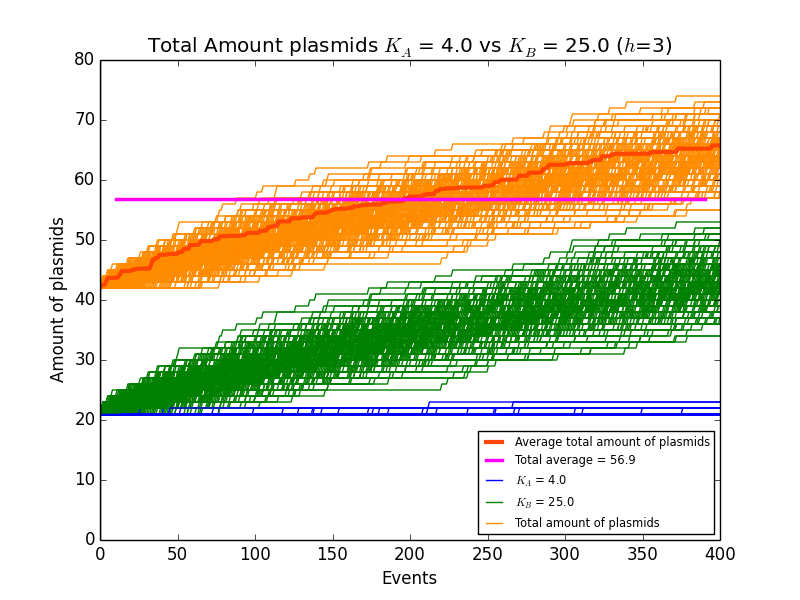 Total Amount plasmids K_A = 4.0 vs K_B = 25.0 (h=3)
80
70
60
50
40
30
20
10
0
Amount of plasmids
Average total amount of plasmids
Total average = 56.9
K_A = 4.0
K_B = 25.0
Total amount of plasmids
0 50 100 150 200 250 300 350 400
Events